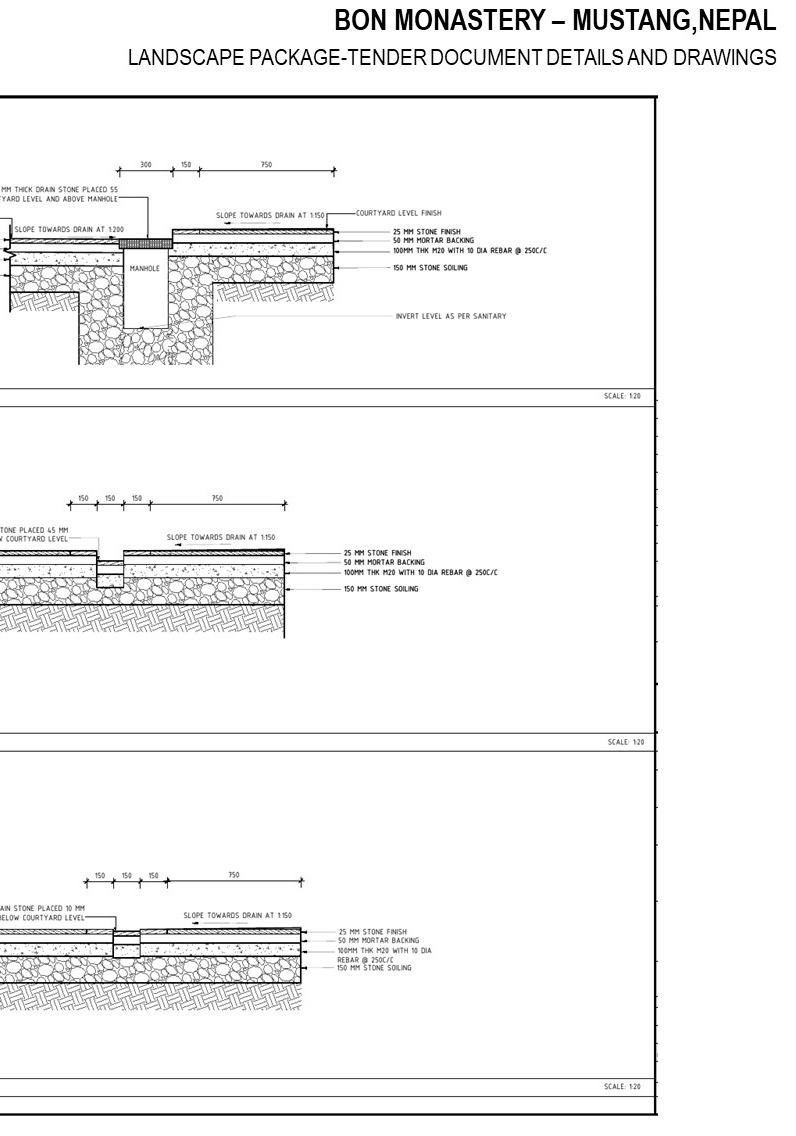 BON MONASTERY – MUSTANG,NEPAL
LANDSCAPE PACKAGE-TENDER DOCUMENT DETAILS AND DRAWINGS
300 150 750
MM THICK DRAIN STONE PLACED 55
YARD LEVEL AND ABOVE MANHOLE
SLOPE TOWARDS DRAIN AT 1:150
COURTYARD LEVEL FINISH
SLOPE TOWARDS DRAIN AT 1:200
25 MM STONE FINISH
50 MM MORTAR BACKING
100MM THK M20 WITH 10 DIA REBAR @ 250C/C
150 MM STONE SOILING
MANHOLE
INVERT LEVEL AS PER SANITARY
SCALE: 1:20
150 150 150 750
TONE PLACED 45 MM
W COURTYARD LEVEL
SLOPE TOWARDS DRAIN AT 1:150
25 MM STONE FINISH
50 MM MORTAR BACKING
100MM THK M20 WITH 10 DIA REBAR @ 250C/C
150 MM STONE SOILING
SCALE: 1:20
150 150 150 750
AIN STONE PLACED 10 MM
BELOW COURTYARD LEVEL
SLOPE TOWARDS DRAIN AT 1:150
25 MM STONE FINISH
50 MM MORTAR BACKING
100MM THK M20 WITH 10 DIA
REBAR @ 250C/C
150 MM STONE SOILING
SCALE: 1:20